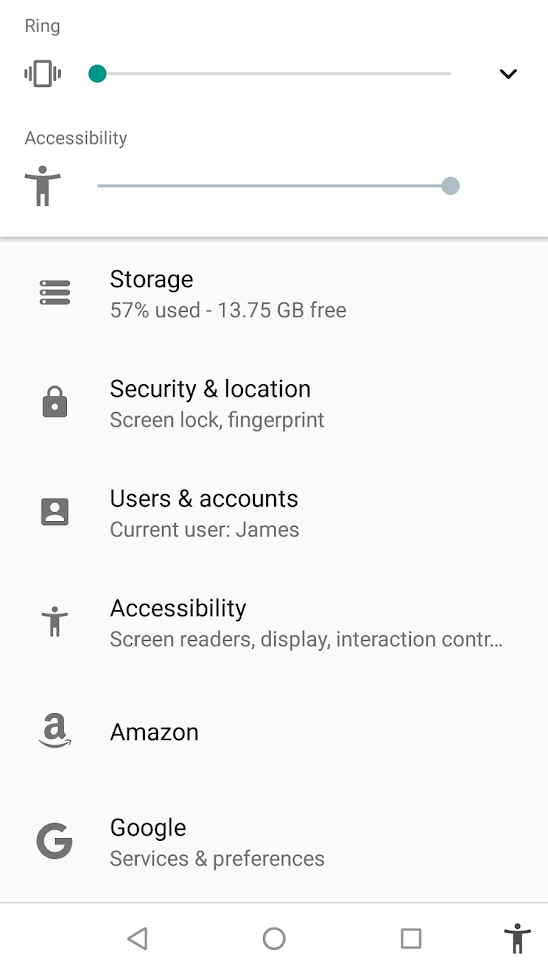 Ring
Accessibility
Storage
57% used - 13.75 GB free
Security & location
Screen lock, fingerprint
Users & accounts
Current user: James
Accessibility
Screen readers, display, interaction contr...
Amazon
Google
Services & preferences